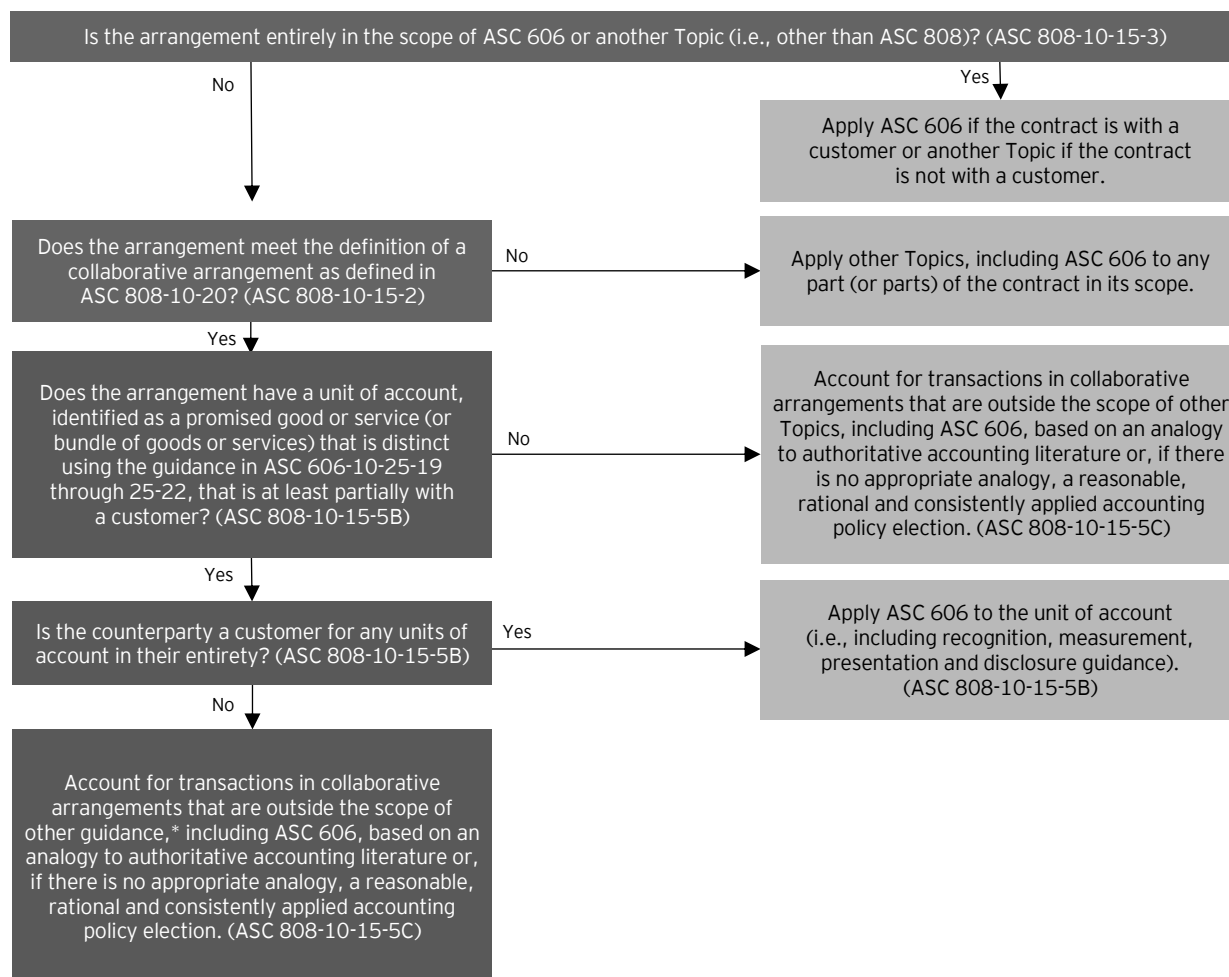 Is the arrangement entirely in the scope of ASC 606 or another Topic (i.e., other than ASC 808)? (ASC 808-10-15-3)
No
Yes
Apply ASC 606 if the contract is with a
customer or another Topic if the contract
is not with a customer.
Does the arrangement meet the definition of a
collaborative arrangement as defined in
ASC 808-10-20? (ASC 808-10-15-2)
No
Apply other Topics, including ASC 606 to any
part (or parts) of the contract in its scope.
Yes
Does the arrangement have a unit of account,
identified as a promised good or service (or
bundle of goods or services) that is distinct
using the guidance in ASC 606-10-25-19
through 25-22, that is at least partially with
a customer? (ASC 808-10-15-5B)
No
Account for transactions in collaborative
arrangements that are outside the scope of other
Topics, including ASC 606, based on an analogy
to authoritative accounting literature or, if there
is no appropriate analogy, a reasonable,
rational and consistently applied accounting
policy election. (ASC 808-10-15-5C)
Yes
Is the counterparty a customer for any units of
account in their entirety? (ASC 808-10-15-5B)
Yes
Apply ASC 606 to the unit of account
(i.e., including recognition, measurement,
presentation and disclosure guidance).
(ASC 808-10-15-5B)
No
Account for transactions in collaborative
arrangements that are outside the scope of
other guidance,* including ASC 606, based on an
analogy to authoritative accounting literature or,
if there is no appropriate analogy, a reasonable,
rational and consistently applied accounting
policy election. (ASC 808-10-15-5C)